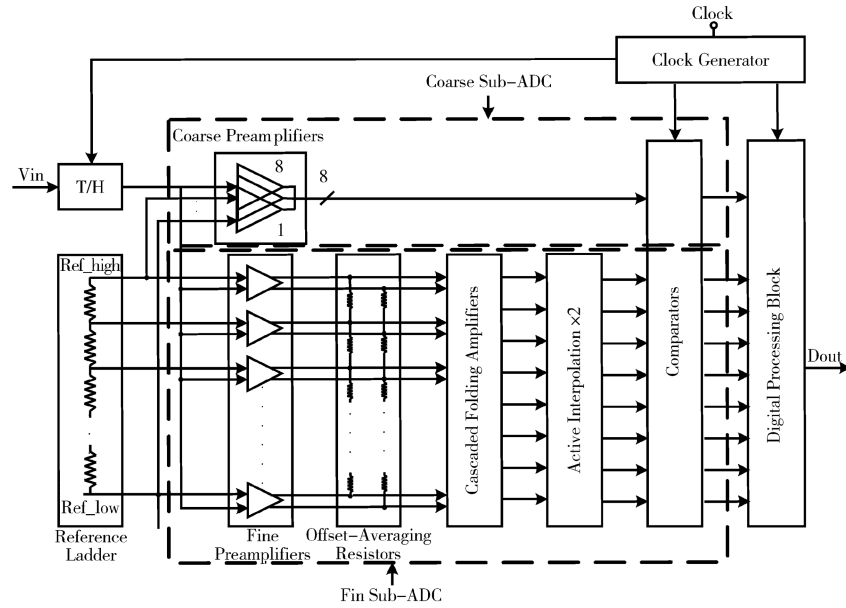 Clock
Clock Generator
Coarse Sub-ADC
Coarse Preamplifiers
8
8
1
Vin
T/H
Ref_high
Ref_low
Reference
Ladder
Fine
Preamplifiers
Offset-Averaging
Resistors
Cascaded Folding Amplifiers
Active Interpolation ×2
Comparators
Digital Processing Block
Dout
Fin Sub-ADC